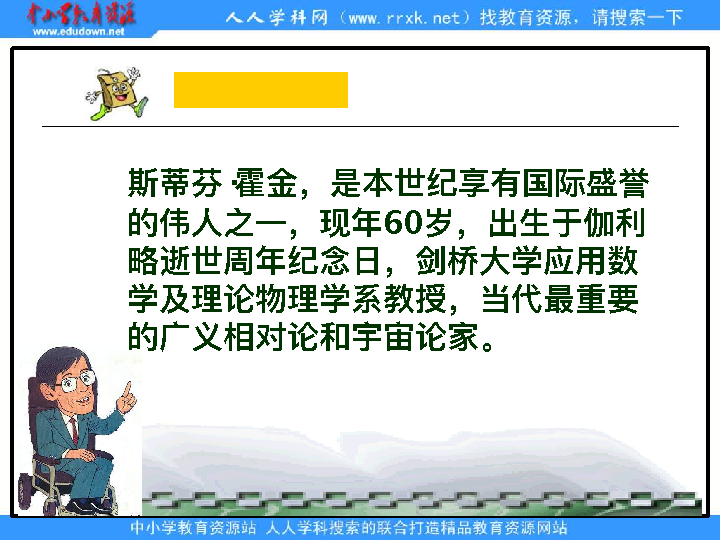 中小学教育资源
www.edudown.net
人人学科网（www.rrxk.net）找教育资源，请搜索一下
斯蒂芬·霍金，是本世纪享有国际盛誉
的伟人之一，现年60岁，出生于伽利
略逝世周年纪念日，剑桥大学应用数
学及理论物理学系教授，当代最重要
的广义相对论和宇宙论家。
中小学教育资源站 人人学科搜索的联合打造精品教育资源网站